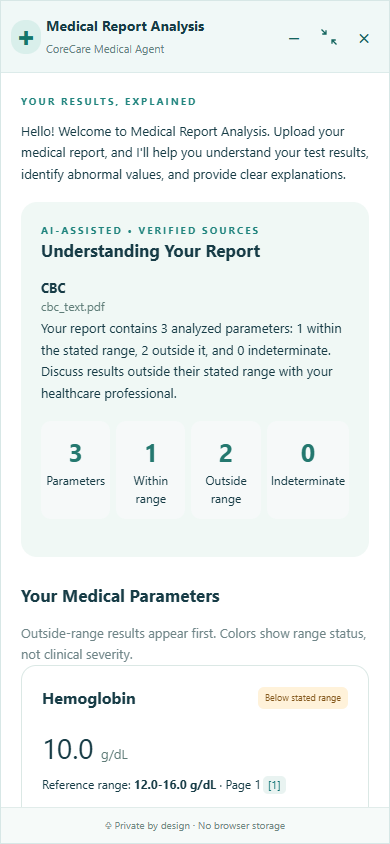 Medical Report Analysis
CoreCare Medical Agent
YOUR RESULTS, EXPLAINED
Hello! Welcome to Medical Report Analysis. Upload your
medical report, and I'll help you understand your test results,
identify abnormal values, and provide clear explanations.
AI-ASSISTED • VERIFIED SOURCES
Understanding Your Report
CBC
cbc_text.pdf
Your report contains 3 analyzed parameters: 1 within
the stated range, 2 outside it, and 0 indeterminate.
Discuss results outside their stated range with your
healthcare professional.
3 1 2 0
Parameters Within Outside Indeterminate
range range
Your Medical Parameters
Outside-range results appear first. Colors show range status,
not clinical severity.
Hemoglobin Below stated range
10.0 g/dL
Reference range: 12.0-16.0 g/dL · Page 1 [1]
Private by design · No browser storage